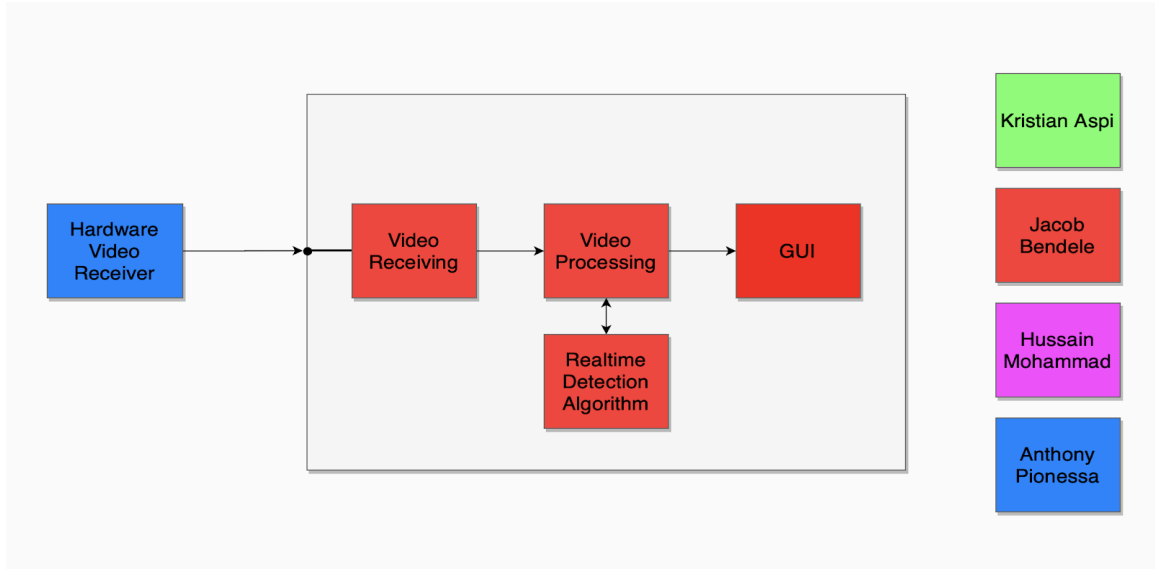 Hardware
Video
Receiver
Video
Receiving
Video
Processing
GUI
Realtime
Detection
Algorithm
Kristian Aspi
Jacob
Bendele
Hussain
Mohammad
Anthony
Pionessa